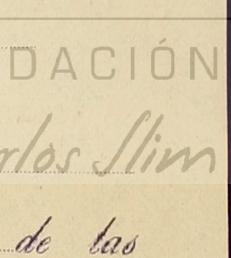 DACIÓN
rlos Slim
de las